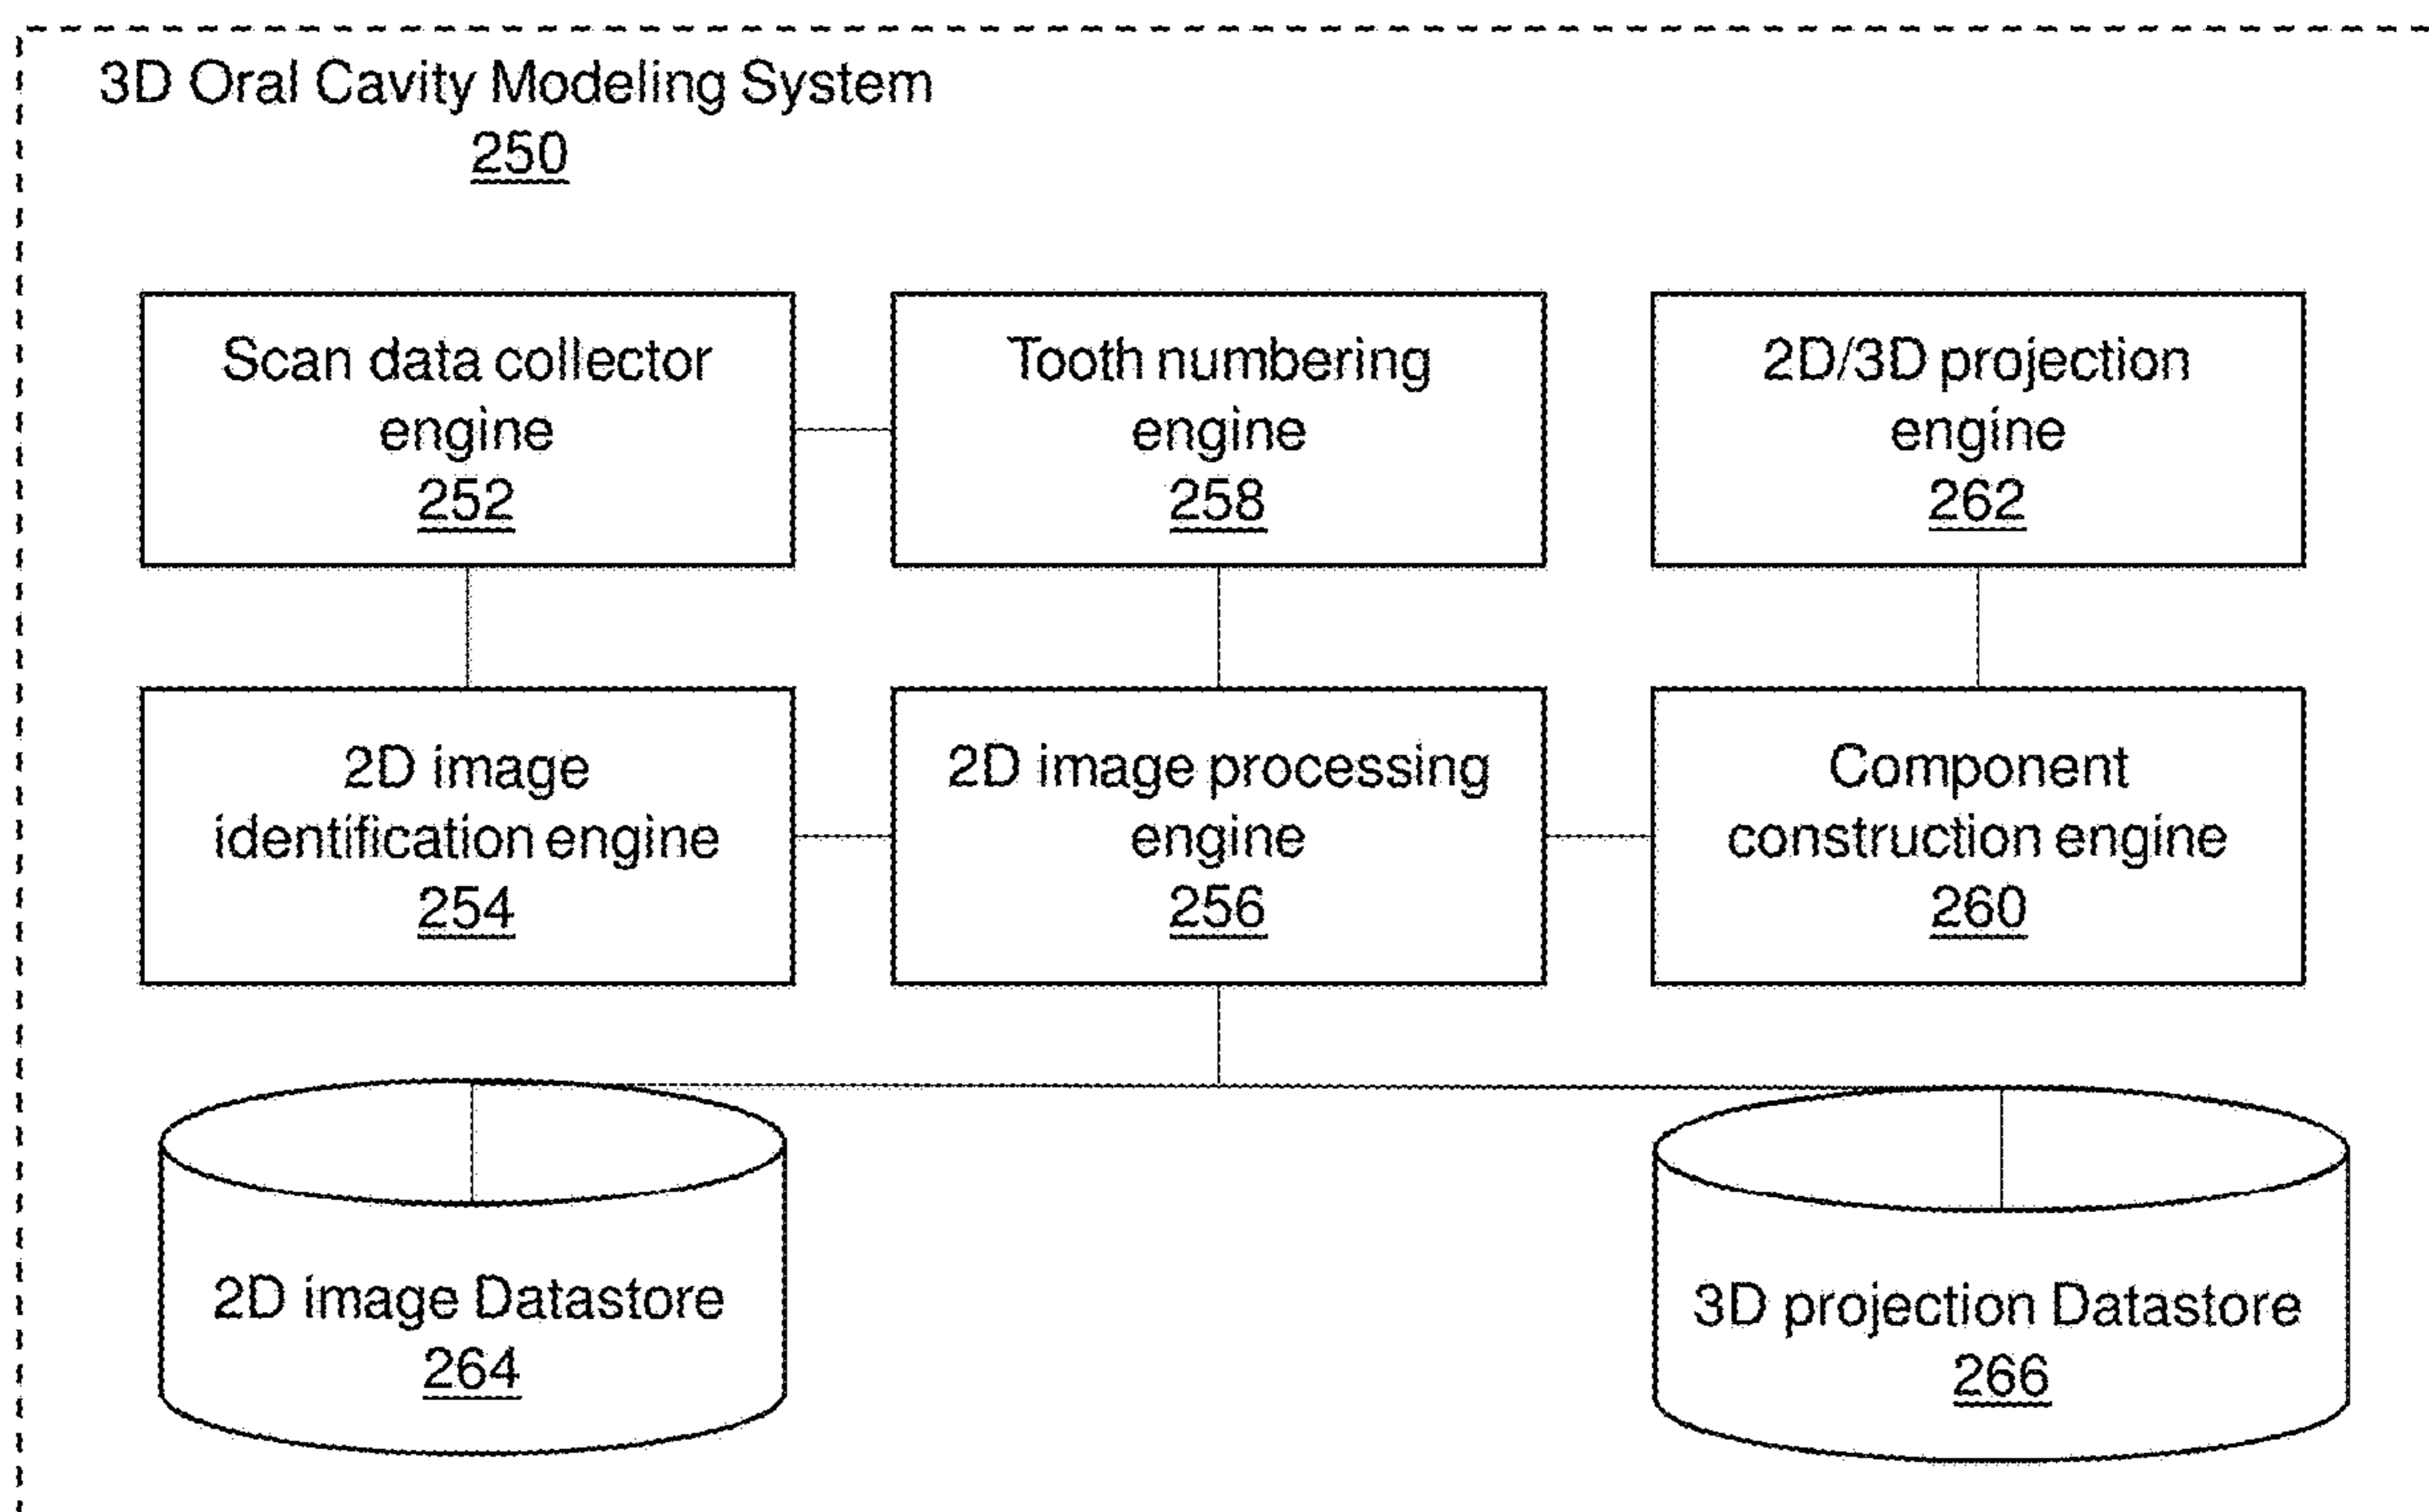 3D Oral Cavity Modeling System
250
Scan data collector
engine
252
Tooth numbering
engine
258
2D/3D projection
engine
262
2D image
identification engine
254
2D image processing
engine
256
Component
construction engine
260
2D image Datastore
264
3D projection Datastore
266